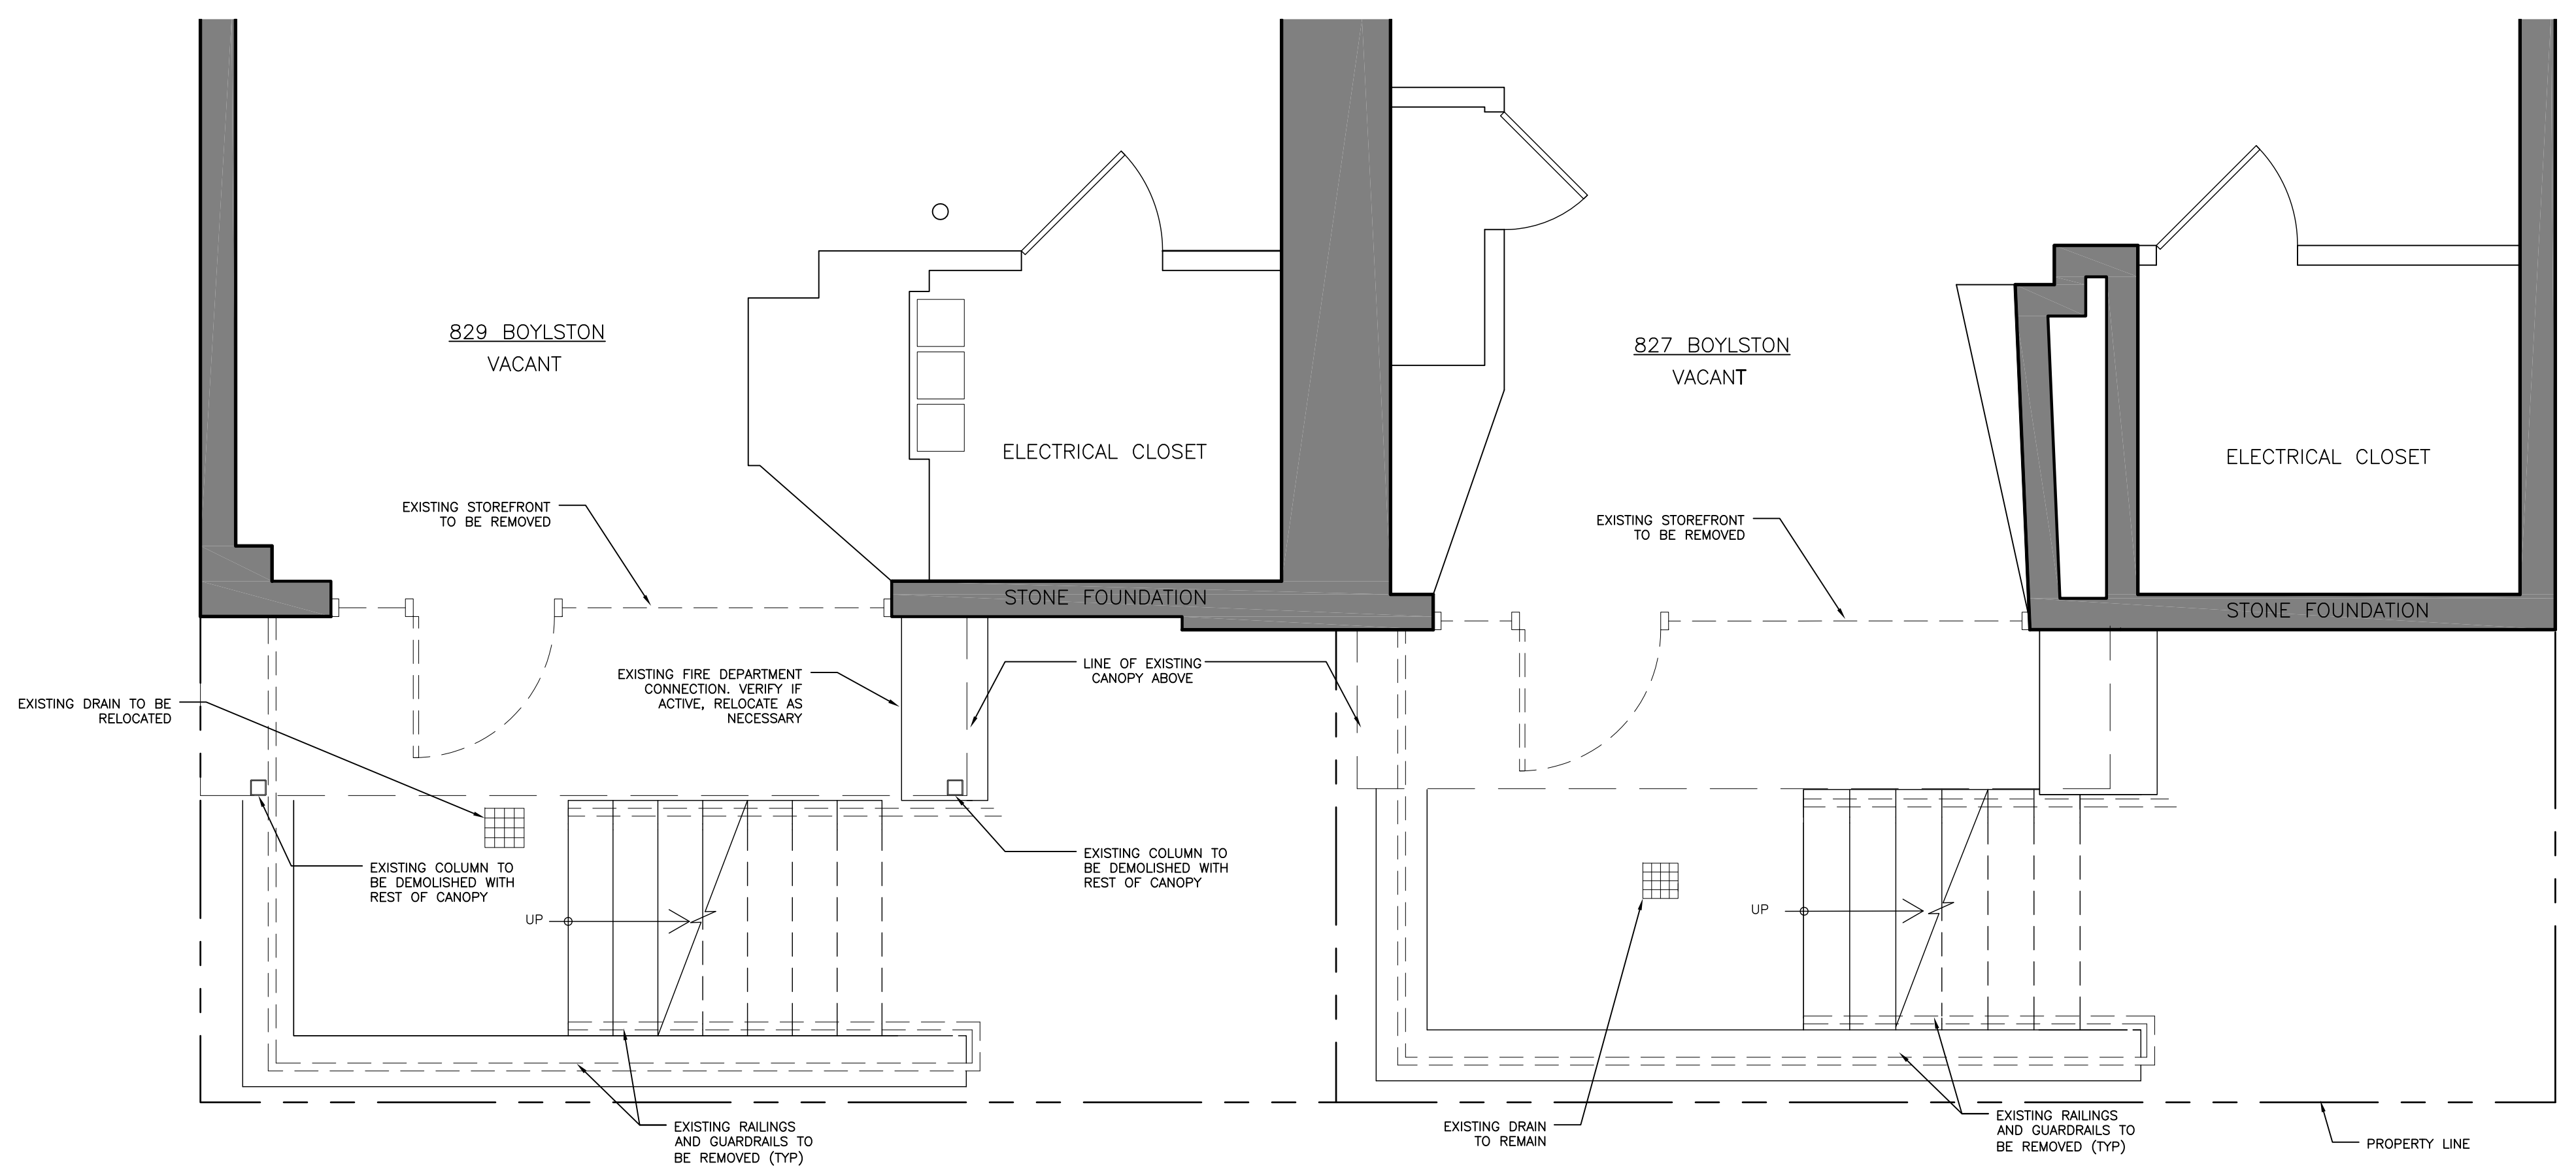 829 BOYLSTON
VACANT
827 BOYLSTON
VACANT
ELECTRICAL CLOSET
ELECTRICAL CLOSET
EXISTING STOREFRONT
TO BE REMOVED
EXISTING STOREFRONT
TO BE REMOVED
STONE FOUNDATION
STONE FOUNDATION
EXISTING DRAIN TO BE
RELOCATED
EXISTING FIRE DEPARTMENT
CONNECTION. VERIFY IF
ACTIVE, RELOCATE AS
NECESSARY
LINE OF EXISTING
CANOPY ABOVE
EXISTING COLUMN TO
BE DEMOLISHED WITH
REST OF CANOPY
EXISTING COLUMN TO
BE DEMOLISHED WITH
REST OF CANOPY
UP
UP
EXISTING RAILINGS
AND GUARDRAILS TO
BE REMOVED (TYP)
EXISTING DRAIN
TO REMAIN
EXISTING RAILINGS
AND GUARDRAILS TO
BE REMOVED (TYP)
PROPERTY LINE